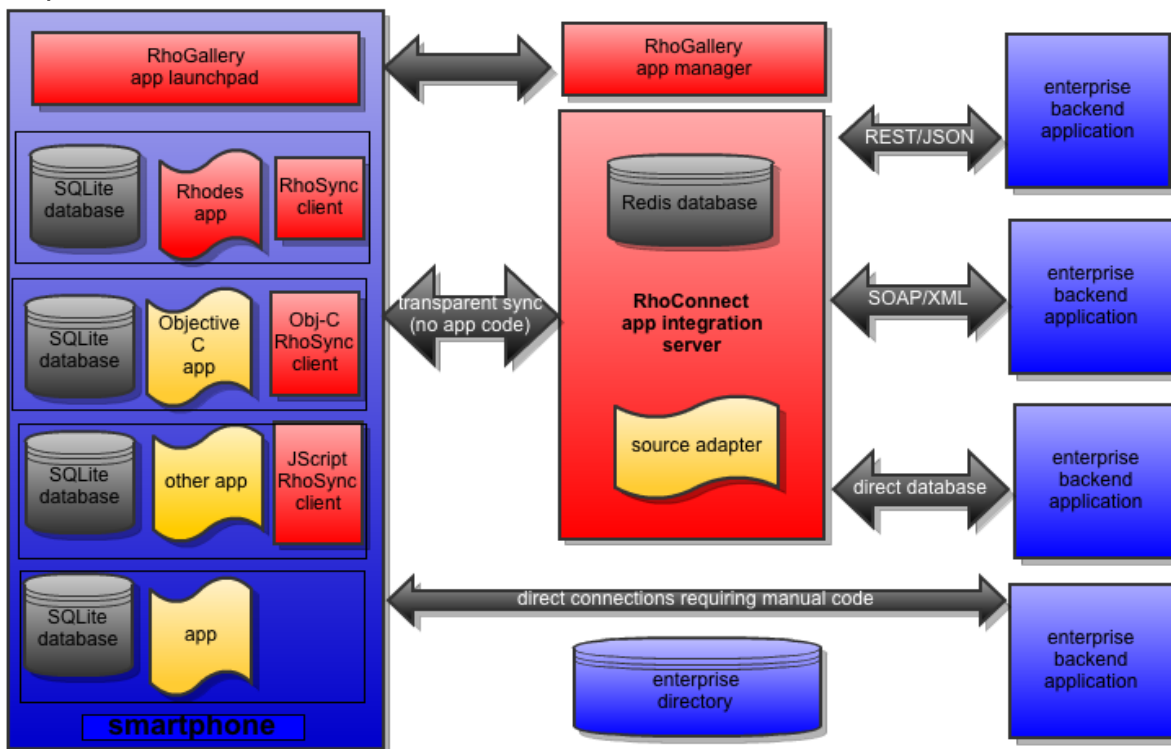 RhoGallery
app launchpad
RhoGallery
app manager
enterprise
backend
application
REST/JSON
SQLite
database
Rhodes
app
RhoSync
client
Redis database
transparent sync
(no app code)
RhoConnect
app integration
server
SOAP/XML
enterprise
backend
application
SQLite
database
Objective
C
app
Obj-C
RhoSync
client
SQLite
database
other app
JScript
RhoSync
client
source adapter
direct database
enterprise
backend
application
direct connections requiring manual code
SQLite
database
app
enterprise
directory
enterprise
backend
application
smartphone